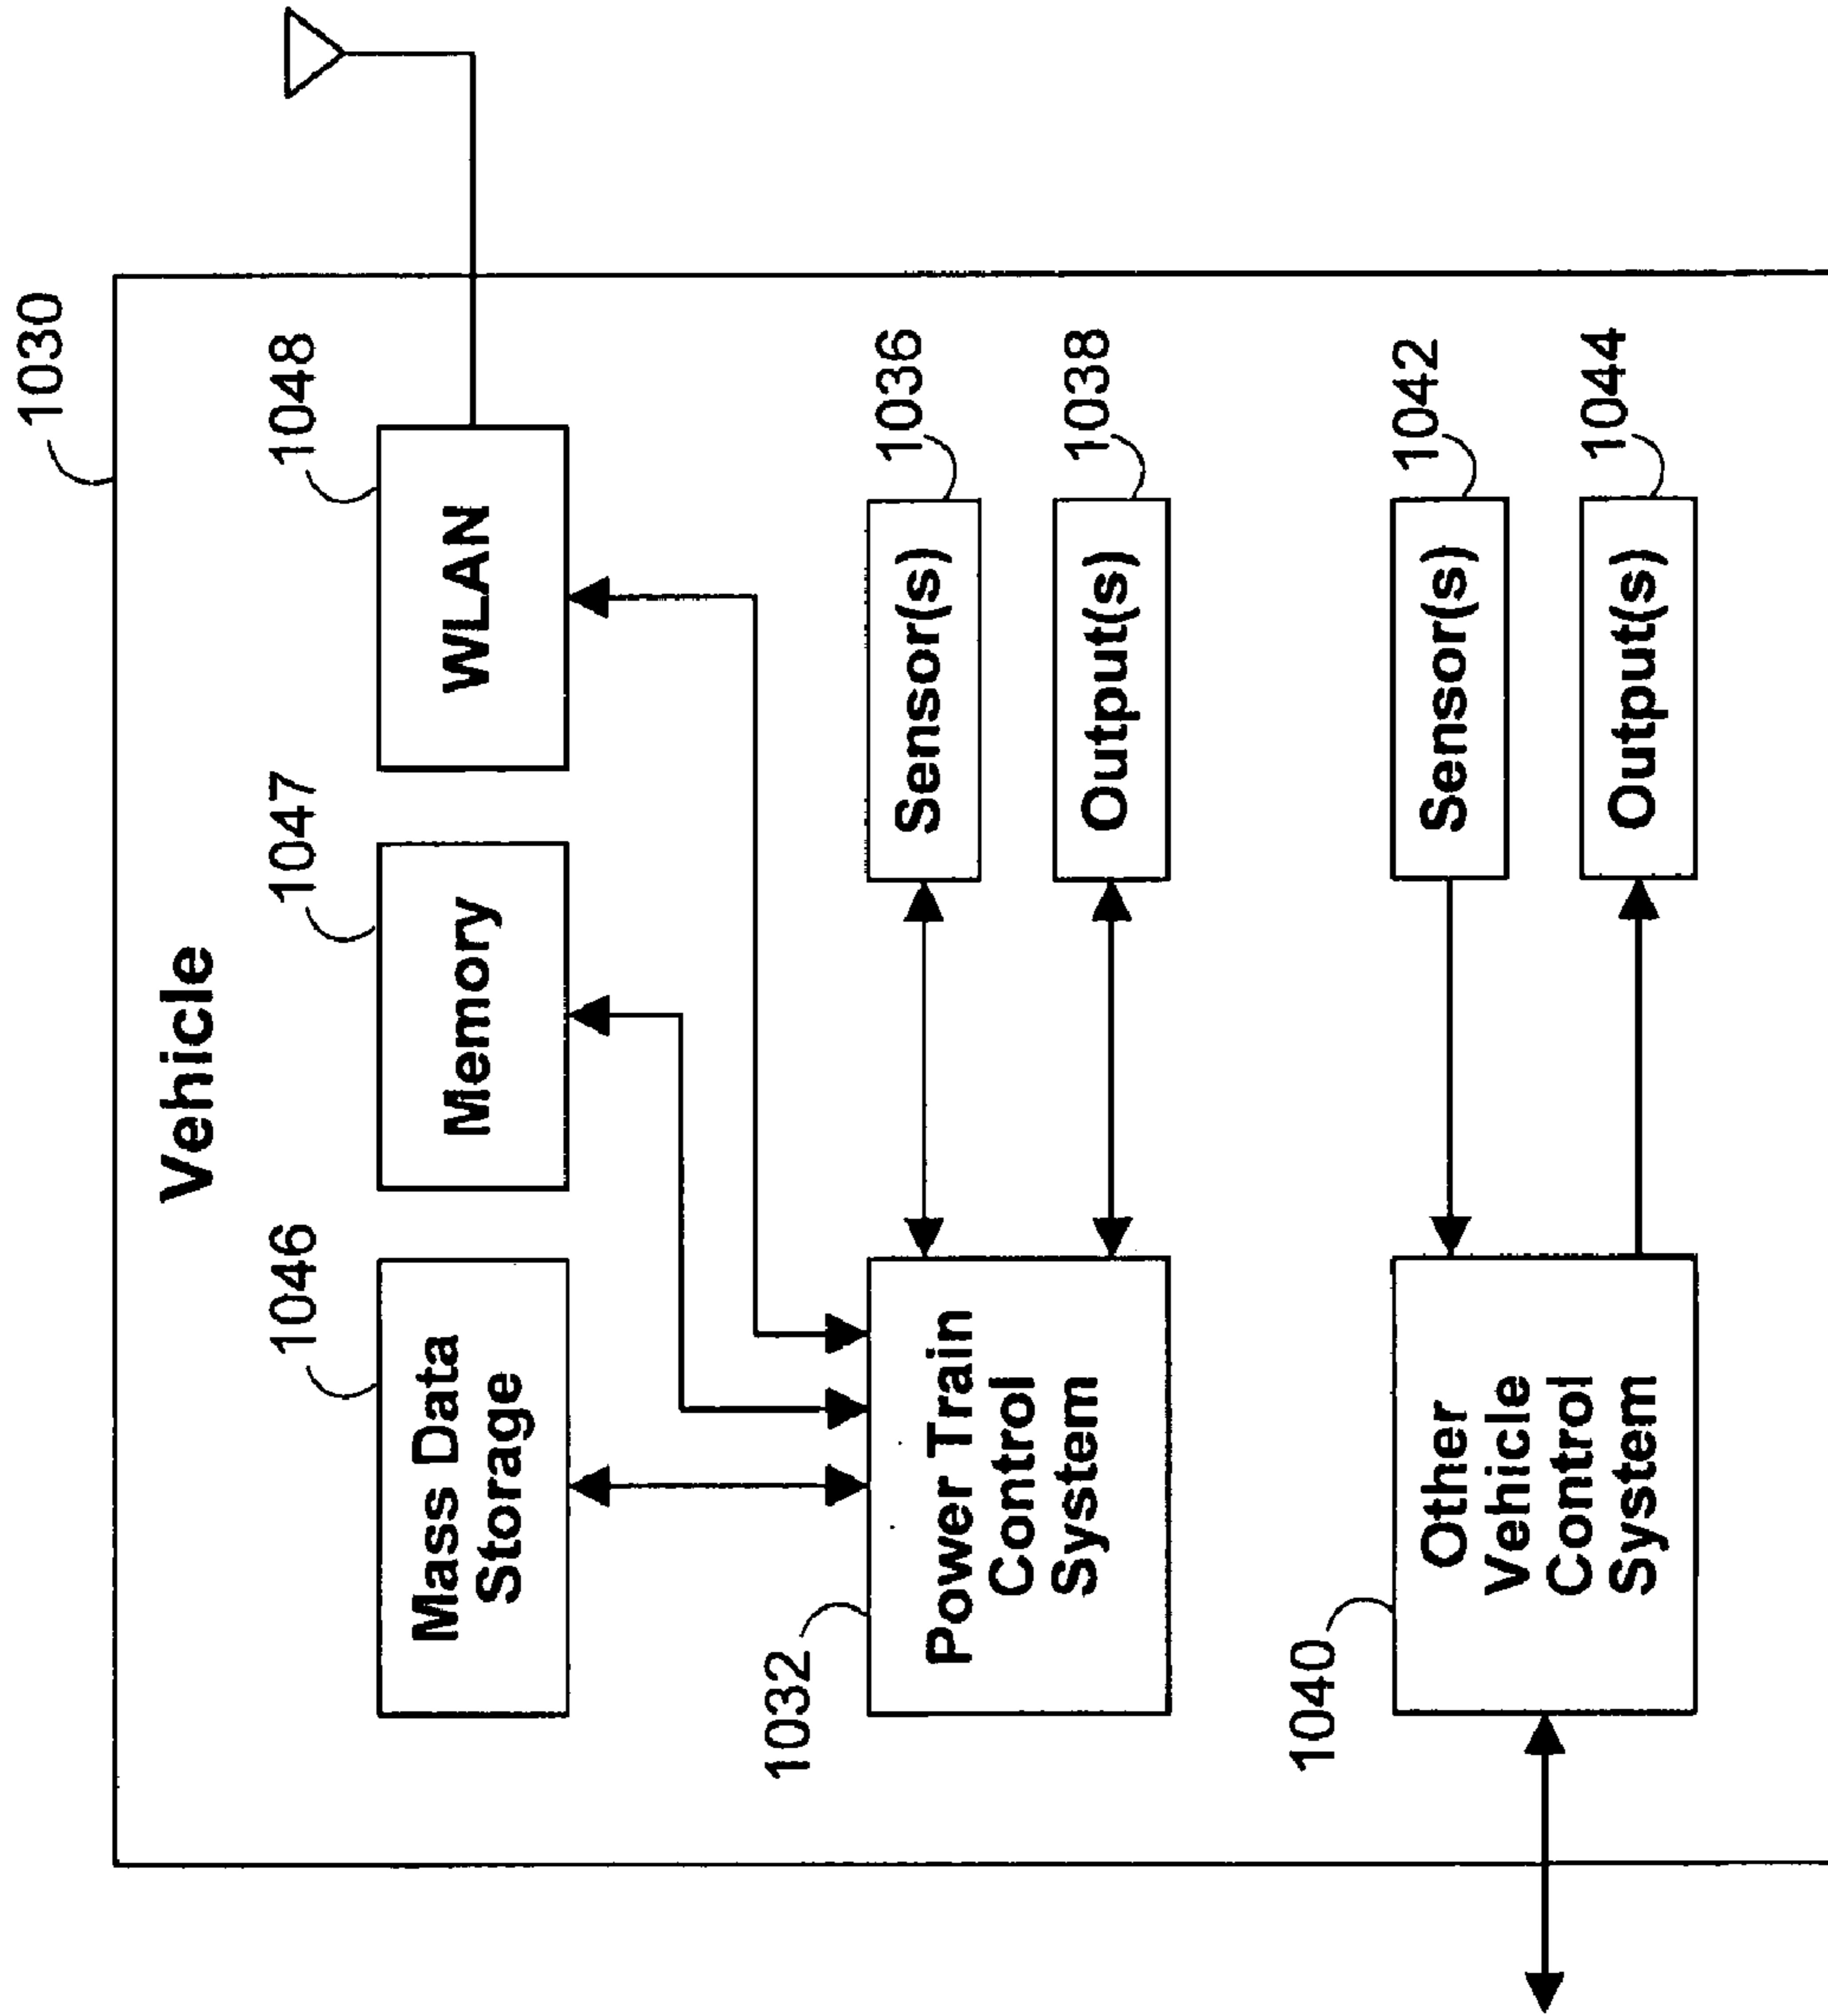 1030
Vehicle
1046
1047
1048
Mass Data
Storage
Memory
WLAN
1032
Power Train
Control
System
1036
Sensor(s)
1038
Output(s)
1040
Other
Vehicle
Control
System
1042
Sensor(s)
1044
Output(s)